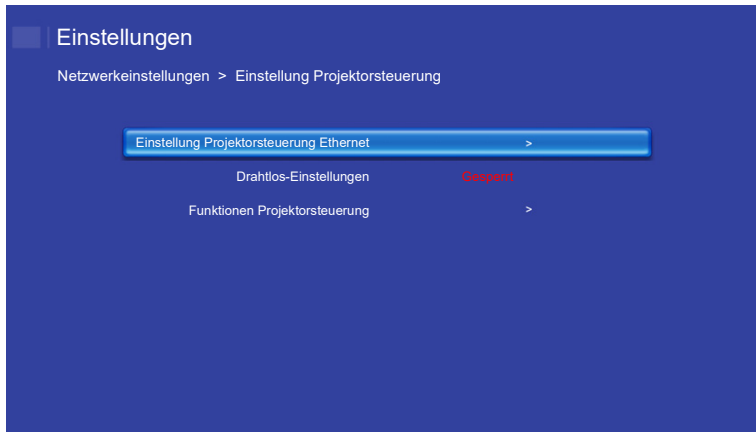 Einstellungen
Netzwerkeinstellungen > Einstellung Projektorsteuerung
Einstellung Projektorsteuerung Ethernet >
Drahtlos-Einstellungen Gesperrt
Funktionen Projektorsteuerung >